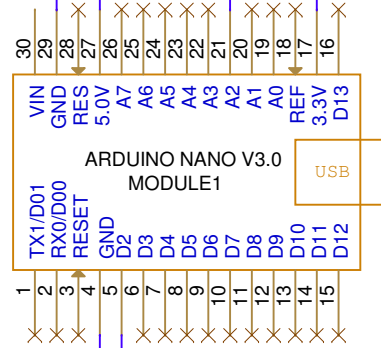 30 29 28 27 26 25 24 23 22 21 20 19 18 17 16
VIN GND RES 5.0V A7 A6 A5 A4 A3 A2 A1 A0 REF 3.3V D13
ARDUINO NANO V3.0
MODULE1
USB
TX1/D01 RX0/D00 RESET GND D2 D3 D4 D5 D6 D7 D8 D9 D10 D11 D12
1 2 3 4 5 6 7 8 9 10 11 12 13 14 15